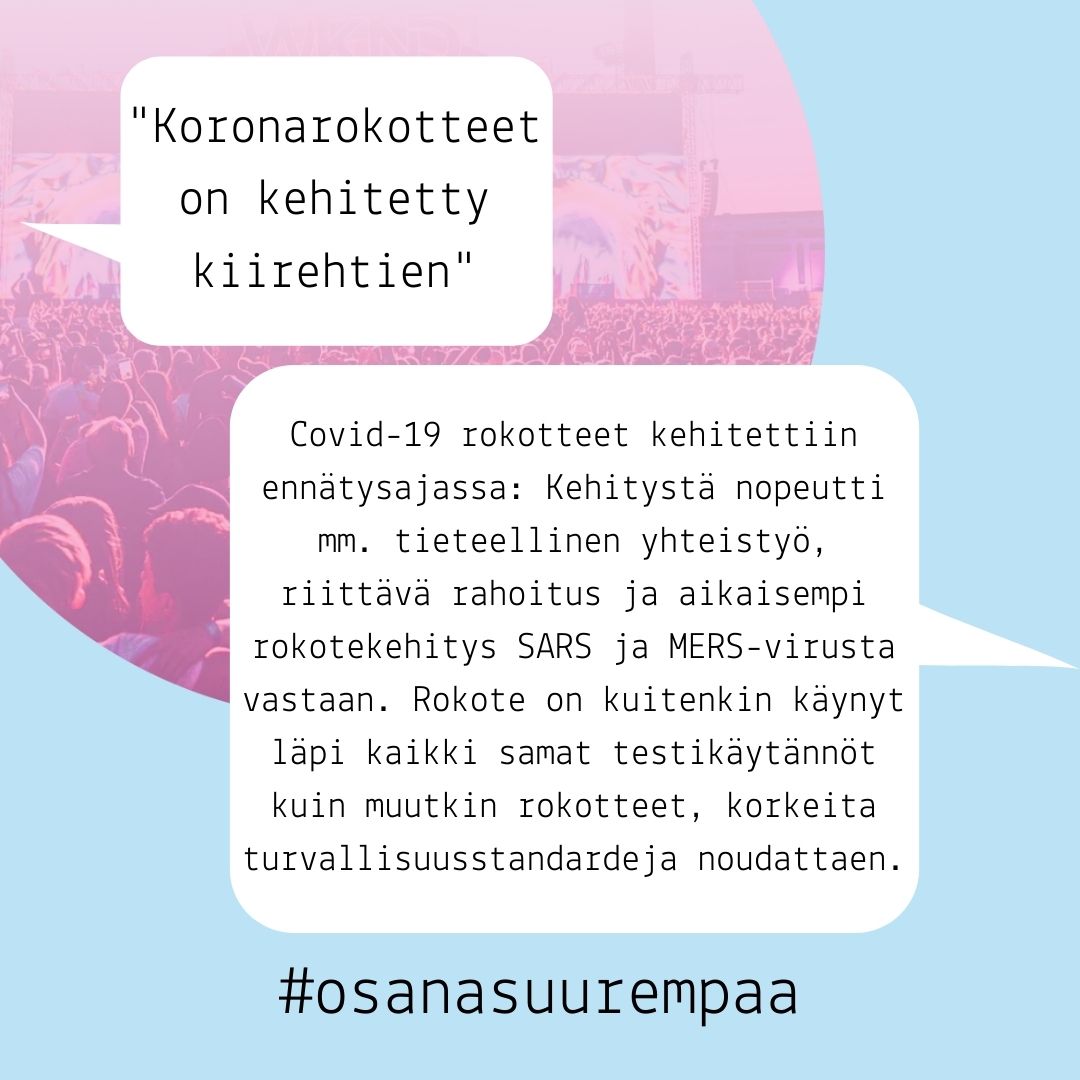 WKND
"Koronarokotteet
on kehitetty
kiirehtien"
Covid-19 rokotteet kehitettiin
ennätysajassa: Kehitystä nopeutti
mm. tieteellinen yhteistyö,
riittävä rahoitus ja aikaisempi
rokotekehitys SARS ja MERS-virusta
vastaan. Rokote on kuitenkin käynyt
läpi kaikki samat testikäytännöt
kuin muutkin rokotteet, korkeita
turvallisuusstandardeja noudattaen.
#osanasuurempaa